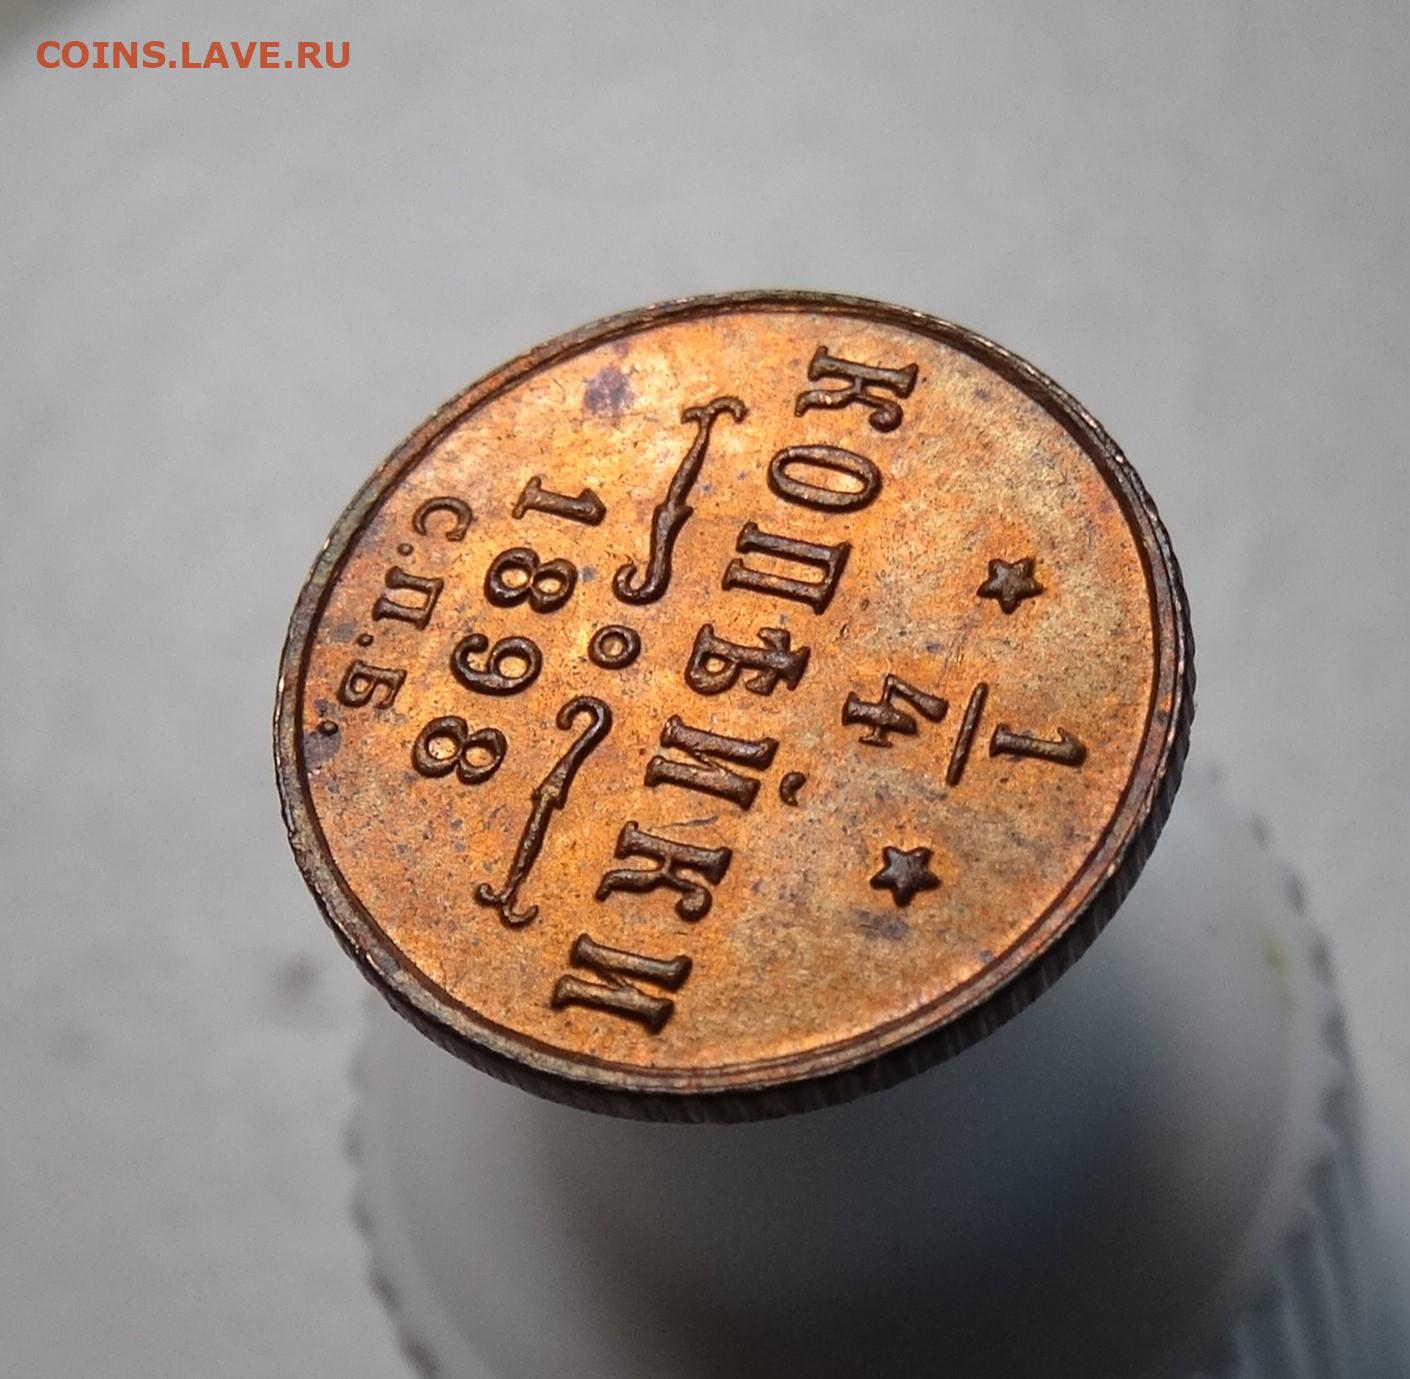 COINS.LAVE.RU
1/4
КОПѢЙКИ
1898
С.П.Б.